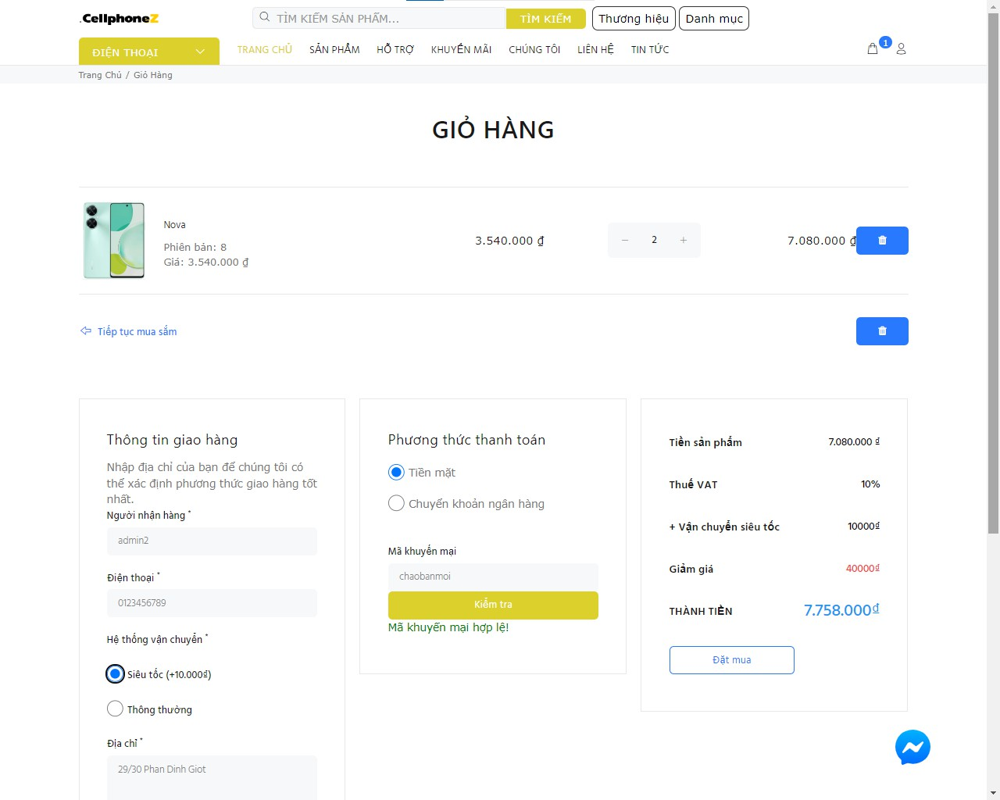 .CellphoneZ
TÌM KIẾM SẢN PHẨM...
TÌM KIẾM
Thương hiệu
Danh mục
ĐIỆN THOẠI
TRANG CHỦ
SẢN PHẨM
HỖ TRỢ
KHUYẾN MÃI
CHÚNG TÔI
LIÊN HỆ
TIN TỨC
1
Trang Chủ / Giỏ Hàng
GIỎ HÀNG
Nova
Phiên bản: 8
Giá: 3.540.000 ₫
3.540.000 ₫
− 2 +
7.080.000 ₫
Tiếp tục mua sắm
Thông tin giao hàng
Nhập địa chỉ của bạn để chúng tôi có
thể xác định phương thức giao hàng tốt
nhất.
Người nhận hàng *
admin2
Điện thoại *
0123456789
Hệ thống vận chuyển *
Siêu tốc (+10.000₫)
Thông thường
Địa chỉ *
29/30 Phan Dinh Giot
Phương thức thanh toán
Tiền mặt
Chuyển khoản ngân hàng
Mã khuyến mại
chaobanmoi
Kiểm tra
Mã khuyến mại hợp lệ!
Tiền sản phẩm 7.080.000 ₫
Thuế VAT 10%
+ Vận chuyển siêu tốc 10000₫
Giảm giá 40000₫
THÀNH TIỀN 7.758.000₫
Đặt mua